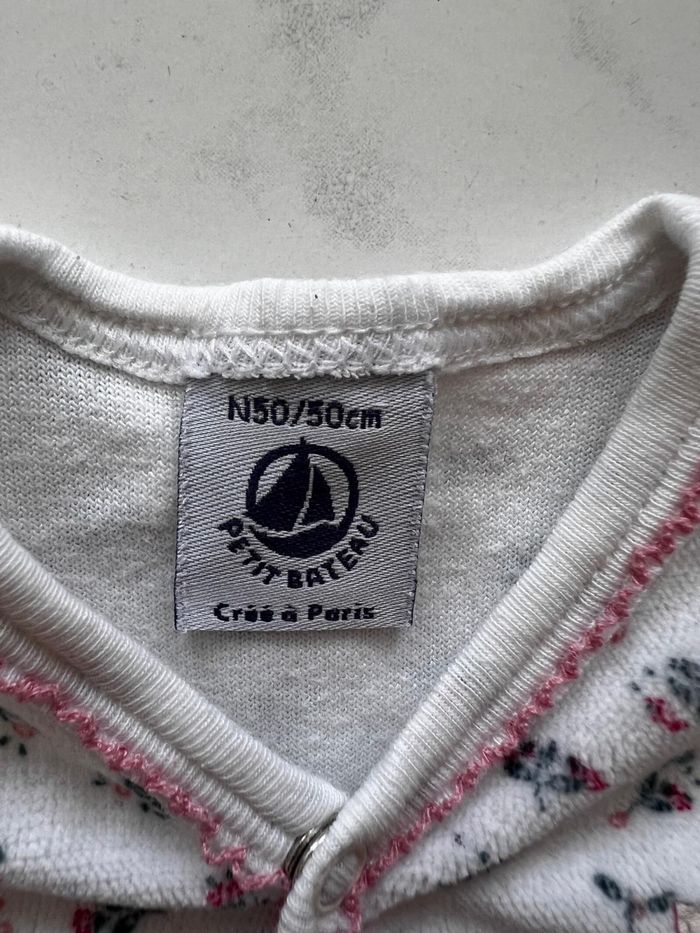 N50/50cm
PETIT BATEAU
Créé à Paris